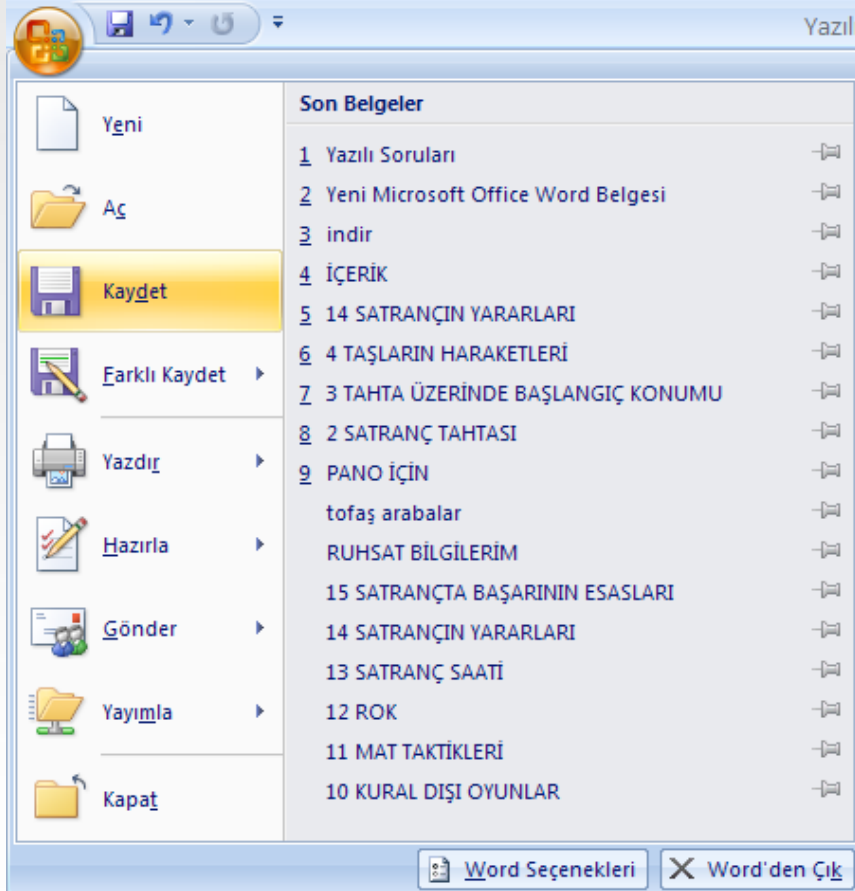 Yazılı
Yeni
Aç
Kaydet
Farklı Kaydet
Yazdır
Hazırla
Gönder
Yayımla
Kapat
Son Belgeler
1 Yazılı Soruları
2 Yeni Microsoft Office Word Belgesi
3 indir
4 İÇERİK
5 14 SATRANÇIN YARARLARI
6 4 TAŞLARIN HARAKETLERİ
7 3 TAHTA ÜZERİNDE BAŞLANGIÇ KONUMU
8 2 SATRANÇ TAHTASI
9 PANO İÇİN
tofaş arabalar
RUHSAT BİLGİLERİM
15 SATRANÇTA BAŞARININ ESASLARI
14 SATRANÇIN YARARLARI
13 SATRANÇ SAATİ
12 ROK
11 MAT TAKTİKLERİ
10 KURAL DIŞI OYUNLAR
Word Seçenekleri
Word'den Çık